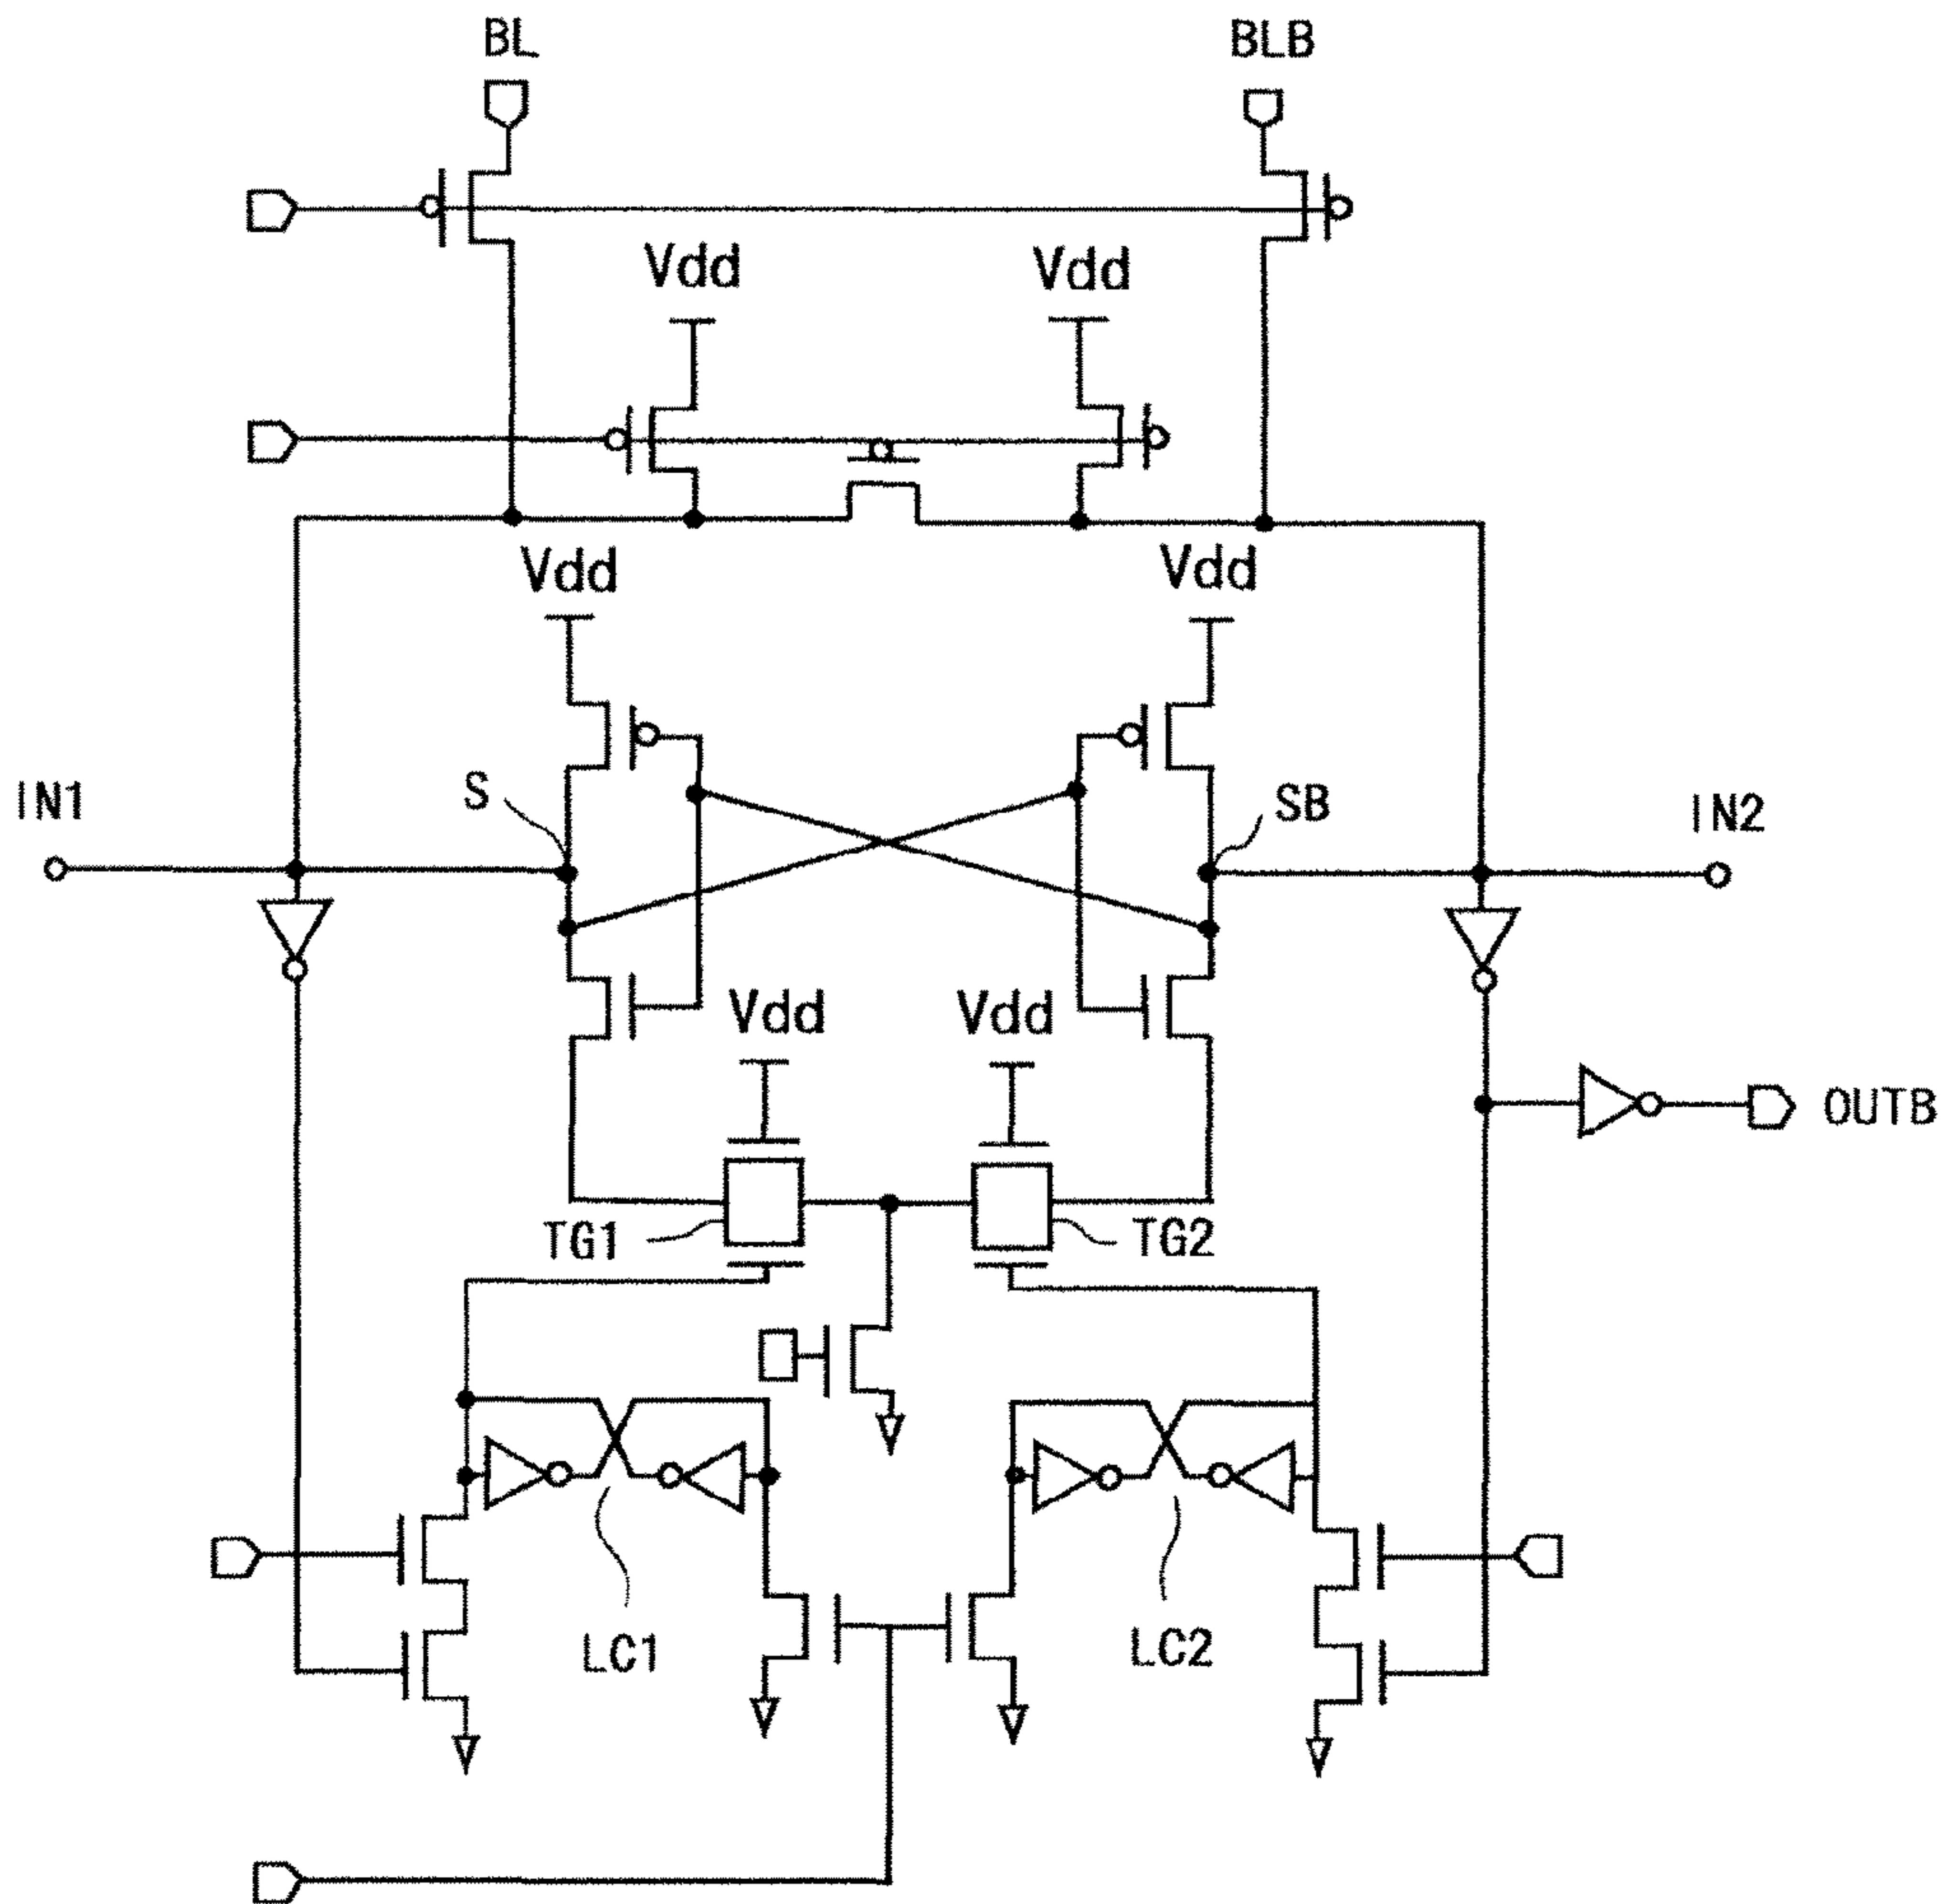 BL
BLB
Vdd
Vdd
Vdd
Vdd
IN1
S
SB
IN2
Vdd
Vdd
OUTB
TG1
TG2
LC1
LC2